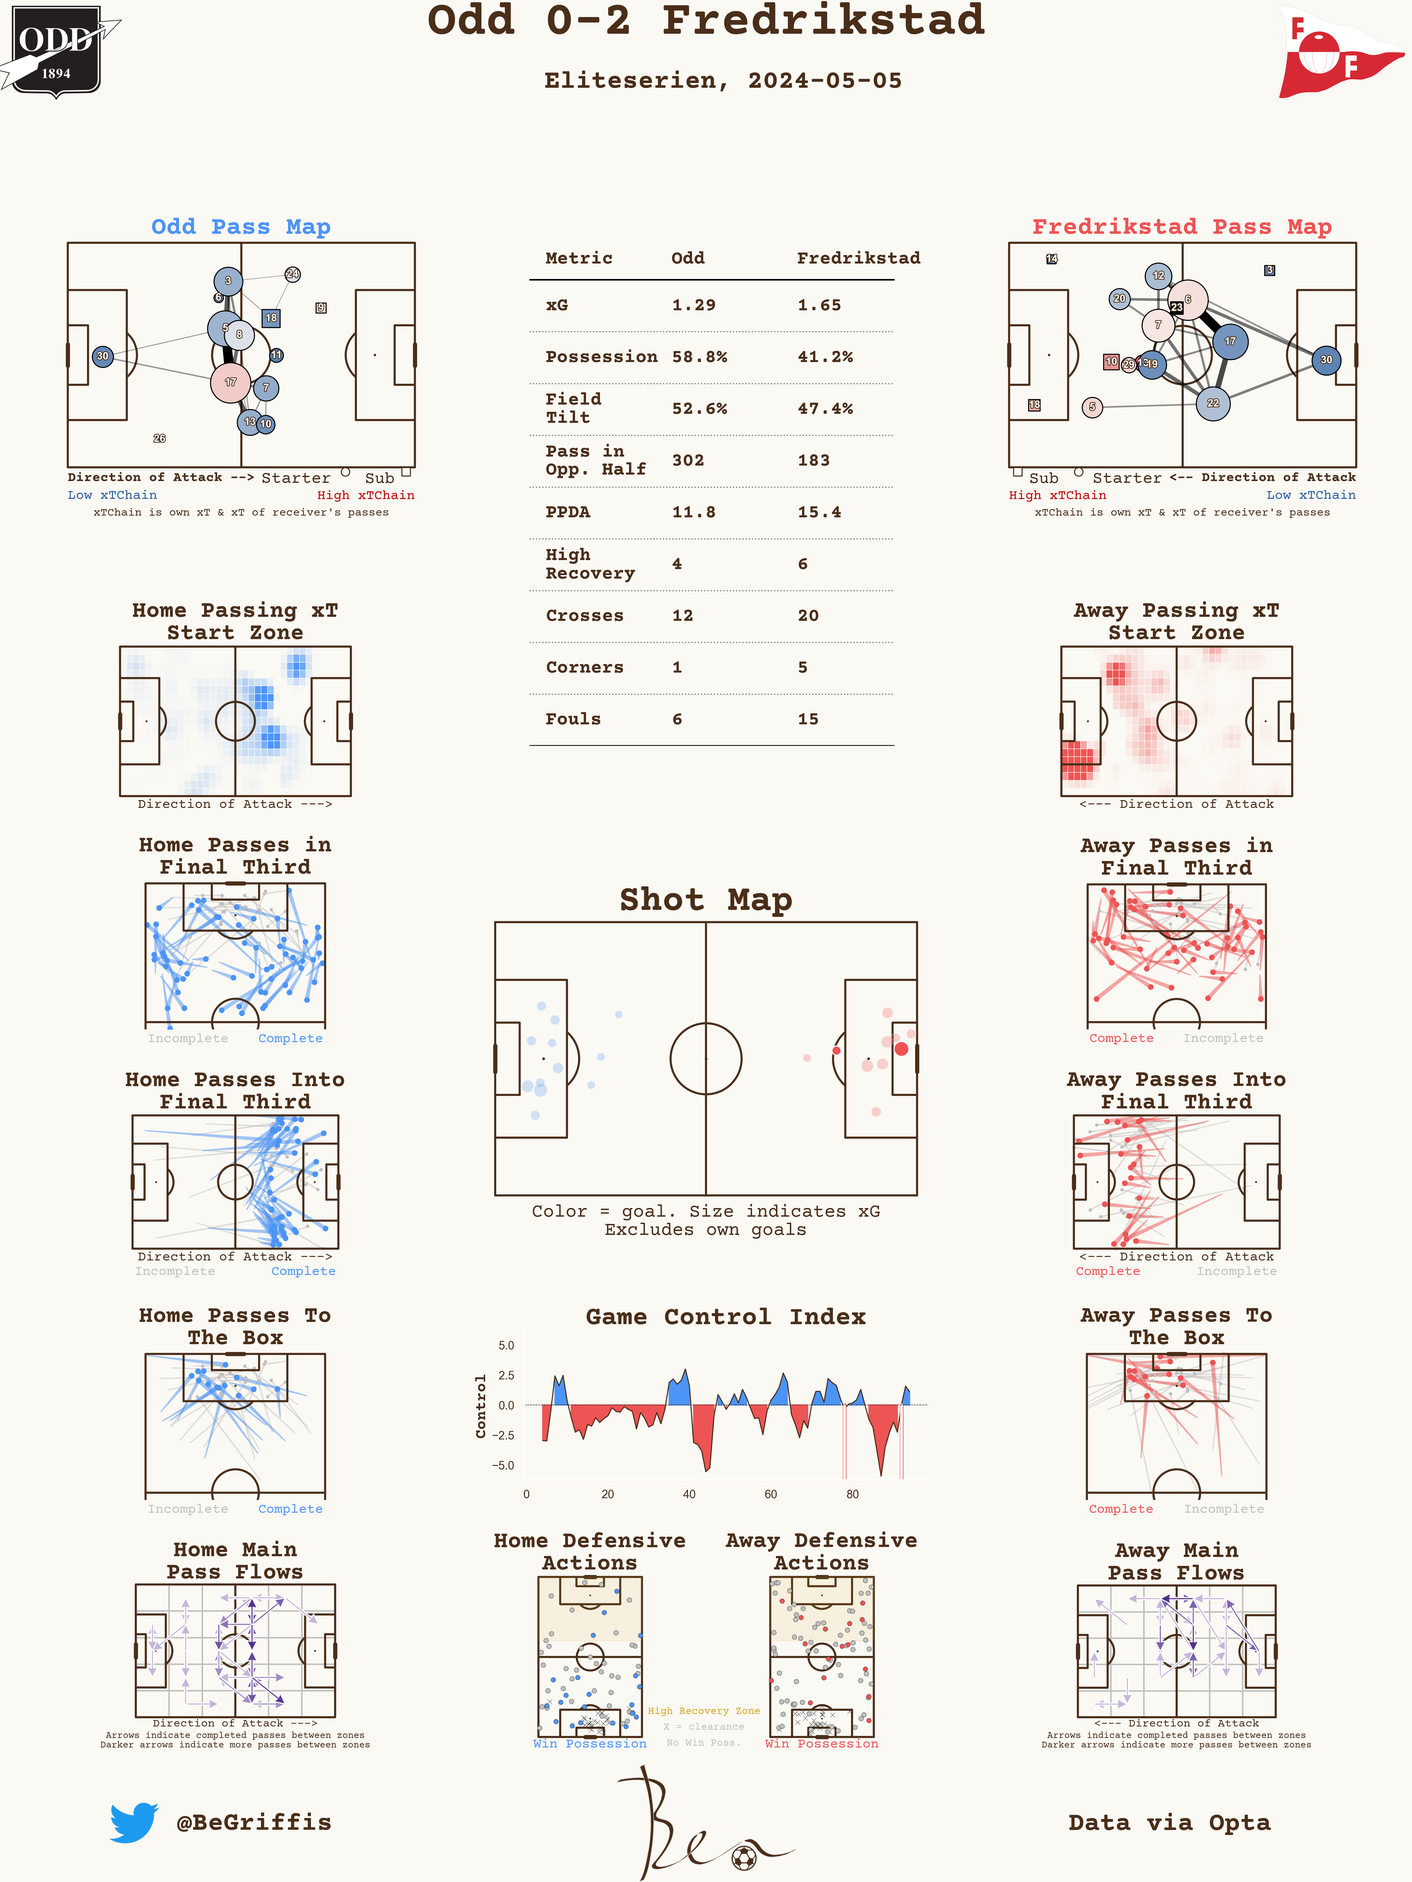 Odd 0-2 Fredrikstad
Eliteserien, 2024-05-05
ODD
1894
F
F
Odd Pass Map
3
24
6
9
18
5
8
30
11
17
7
13
10
26
Direction of Attack --> Starter Sub
Low xTChain High xTChain
xTChain is own xT & xT of receiver's passes
Metric Odd Fredrikstad
xG 1.29 1.65
Possession 58.8% 41.2%
Field
Tilt 52.6% 47.4%
Pass in
Opp. Half 302 183
PPDA 11.8 15.4
High
Recovery 4 6
Crosses 12 20
Corners 1 5
Fouls 6 15
Fredrikstad Pass Map
14
3
12
20
6
23
7
17
10
29
19
30
18
5
22
Sub Starter <-- Direction of Attack
High xTChain Low xTChain
xTChain is own xT & xT of receiver's passes
Home Passing xT
Start Zone
Direction of Attack --->
Away Passing xT
Start Zone
<--- Direction of Attack
Home Passes in
Final Third
Incomplete Complete
Shot Map
Color = goal. Size indicates xG
Excludes own goals
Away Passes in
Final Third
Complete Incomplete
Home Passes Into
Final Third
Direction of Attack --->
Incomplete Complete
Away Passes Into
Final Third
<--- Direction of Attack
Complete Incomplete
Home Passes To
The Box
Incomplete Complete
Game Control Index
Control
5.0
2.5
0.0
−2.5
−5.0
0 20 40 60 80
Away Passes To
The Box
Complete Incomplete
Home Main
Pass Flows
Direction of Attack --->
Arrows indicate completed passes between zones
Darker arrows indicate more passes between zones
Home Defensive
Actions
Win Possession
High Recovery Zone
X = clearance
No Win Poss.
Away Defensive
Actions
Win Possession
Away Main
Pass Flows
<--- Direction of Attack
Arrows indicate completed passes between zones
Darker arrows indicate more passes between zones
@BeGriffis
Ben
Data via Opta